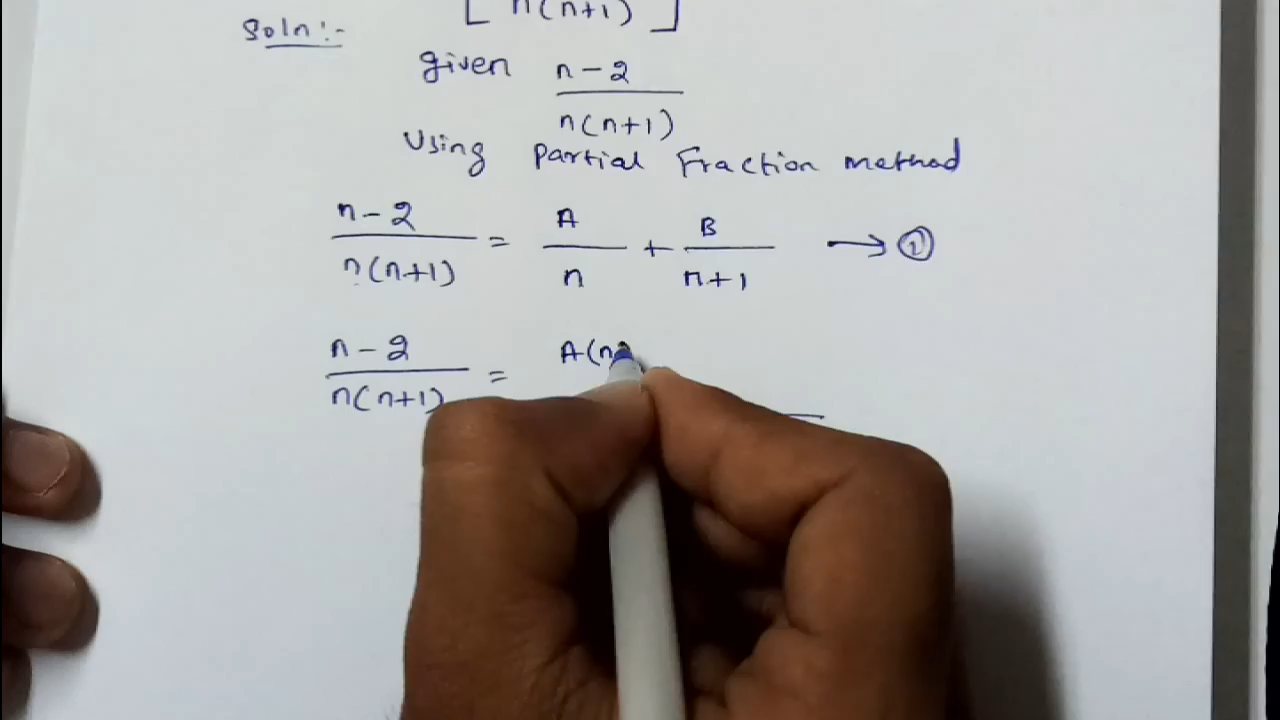 [ n(n+1) ]
Soln:-
given n-2 / n(n+1)
Using Partial Fraction method
n-2 / n(n+1) = A / n + B / n+1 → ①
n-2 / n(n+1) = A(n